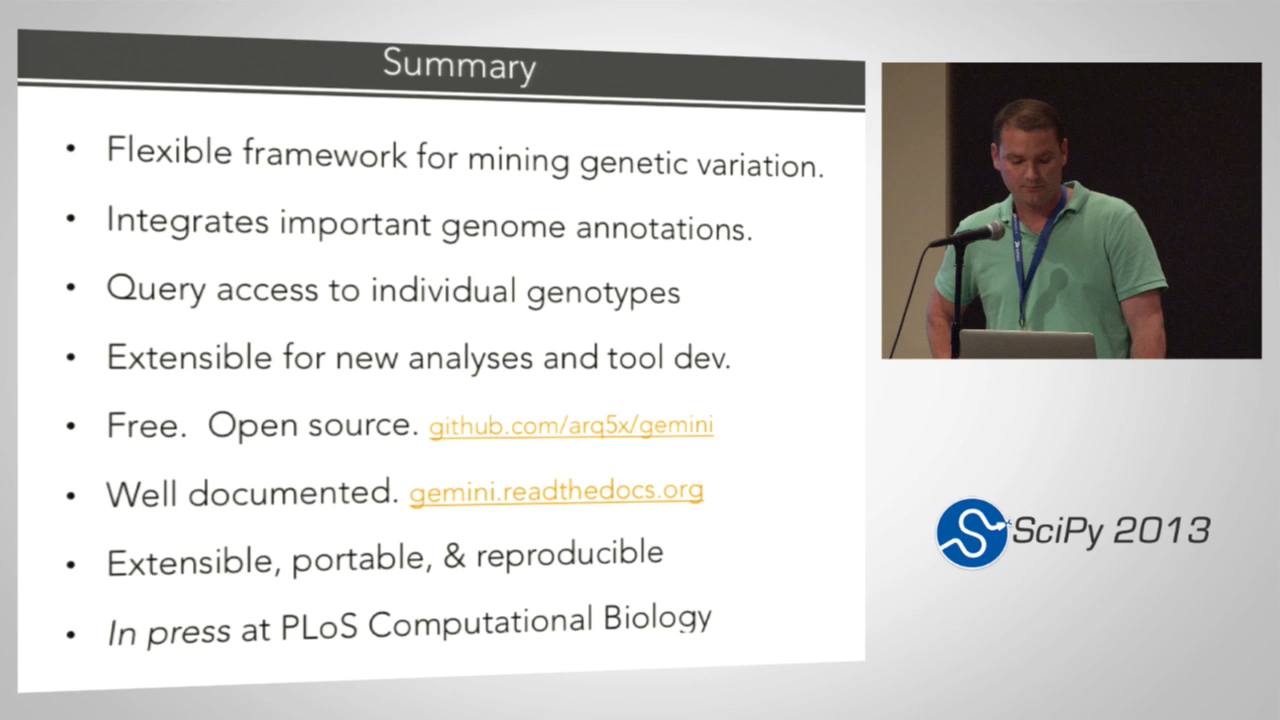 Summary
• Flexible framework for mining genetic variation.
• Integrates important genome annotations.
• Query access to individual genotypes
• Extensible for new analyses and tool dev.
• Free. Open source. github.com/arq5x/gemini
• Well documented. gemini.readthedocs.org
• Extensible, portable, & reproducible
• In press at PLoS Computational Biology
SciPy 2013